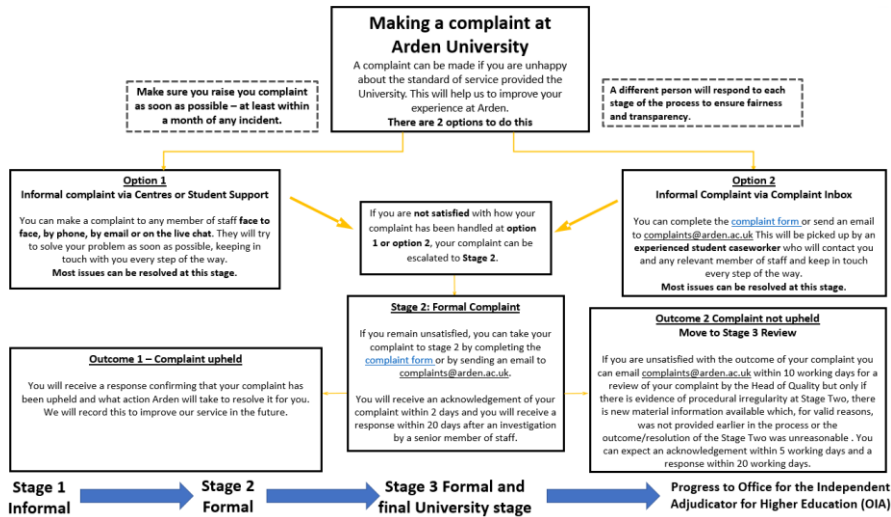 Making a complaint at
Arden University
A complaint can be made if you are unhappy
about the standard of service provided the
University. This will help us to improve your
experience at Arden.
There are 2 options to do this
Make sure you raise you complaint
as soon as possible – at least within
a month of any incident.
A different person will respond to each
stage of the process to ensure fairness
and transparency.
Option 1
Informal complaint via Centres or Student Support
You can make a complaint to any member of staff face to
face, by phone, by email or on the live chat. They will try
to solve your problem as soon as possible, keeping in
touch with you every step of the way.
Most issues can be resolved at this stage.
If you are not satisfied with how your
complaint has been handled at option
1 or option 2, your complaint can be
escalated to Stage 2.
Option 2
Informal Complaint via Complaint Inbox
You can complete the complaint form or send an email
to complaints@arden.ac.uk This will be picked up by an
experienced student caseworker who will contact you
and any relevant member of staff and keep in touch
every step of the way.
Most issues can be resolved at this stage.
Stage 2: Formal Complaint
If you remain unsatisfied, you can take your
complaint to stage 2 by completing the
complaint form or by sending an email to
complaints@arden.ac.uk.
You will receive an acknowledgement of your
complaint within 2 days and you will receive a
response within 20 days after an investigation
by a senior member of staff.
Outcome 1 – Complaint upheld
You will receive a response confirming that your complaint has
been upheld and what action Arden will take to resolve it for you.
We will record this to improve our service in the future.
Outcome 2 Complaint not upheld
Move to Stage 3 Review
If you are unsatisfied with the outcome of your complaint you
can email complaints@arden.ac.uk within 10 working days for
a review of your complaint by the Head of Quality but only if
there is evidence of procedural irregularity at Stage Two, there
is new material information available which, for valid reasons,
was not provided earlier in the process or the
outcome/resolution of the Stage Two was unreasonable . You
can expect an acknowledgement within 5 working days and a
response within 20 working days.
Stage 1
Informal
Stage 2
Formal
Stage 3 Formal and
final University stage
Progress to Office for the Independent
Adjudicator for Higher Education (OIA)